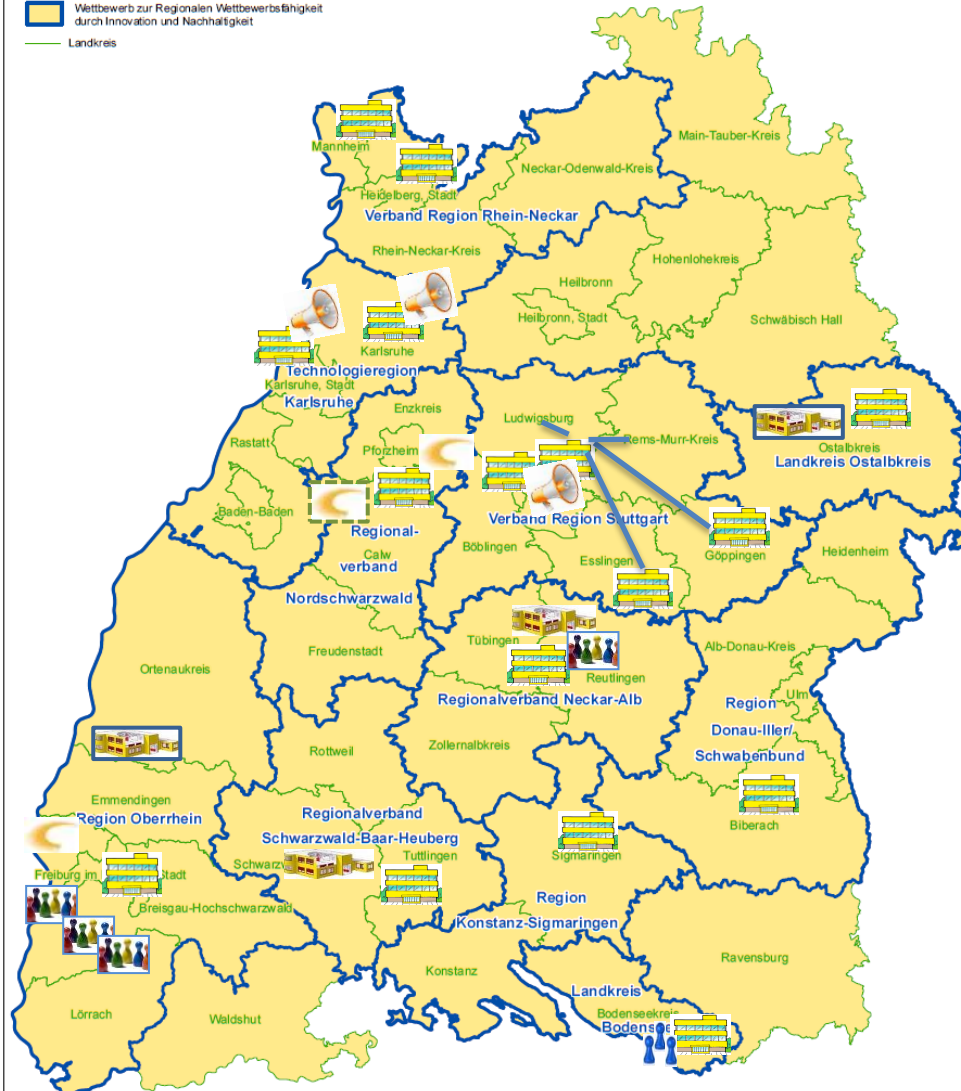 Wettbewerb zur Regionalen Wettbewerbsfähigkeit
durch Innovation und Nachhaltigkeit
Landkreis
Main-Tauber-Kreis
Mannheim
Neckar-Odenwald-Kreis
Heidelberg, Stadt
Verband Region Rhein-Neckar
Rhein-Neckar-Kreis
Hohenlohekreis
Heilbronn
Heilbronn, Stadt
Schwäbisch Hall
Karlsruhe
Technologieregion
Karlsruhe, Stadt
Karlsruhe
Enzkreis
Ludwigsburg
Rastatt
Pforzheim
Rems-Murr-Kreis
Ostalbkreis
Landkreis Ostalbkreis
Baden-Baden
Verband Region Stuttgart
Regional-
Calw
verband
Böblingen
Esslingen
Göppingen
Heidenheim
Nordschwarzwald
Tübingen
Alb-Donau-Kreis
Freudenstadt
Ortenaukreis
Reutlingen
Regionalverband Neckar-Alb
Ulm
Region
Donau-Iller/
Schwabenbund
Rottweil
Zollernalbkreis
Emmendingen
Region Oberrhein
Regionalverband
Schwarzwald-Baar-Heuberg
Biberach
Tuttlingen
Sigmaringen
Schwarzw
Freiburg im Stadt
Breisgau-Hochschwarzwald
Region
Konstanz-Sigmaringen
Ravensburg
Konstanz
Landkreis
Lörrach
Waldshut
Bodenseekreis
Bodensee